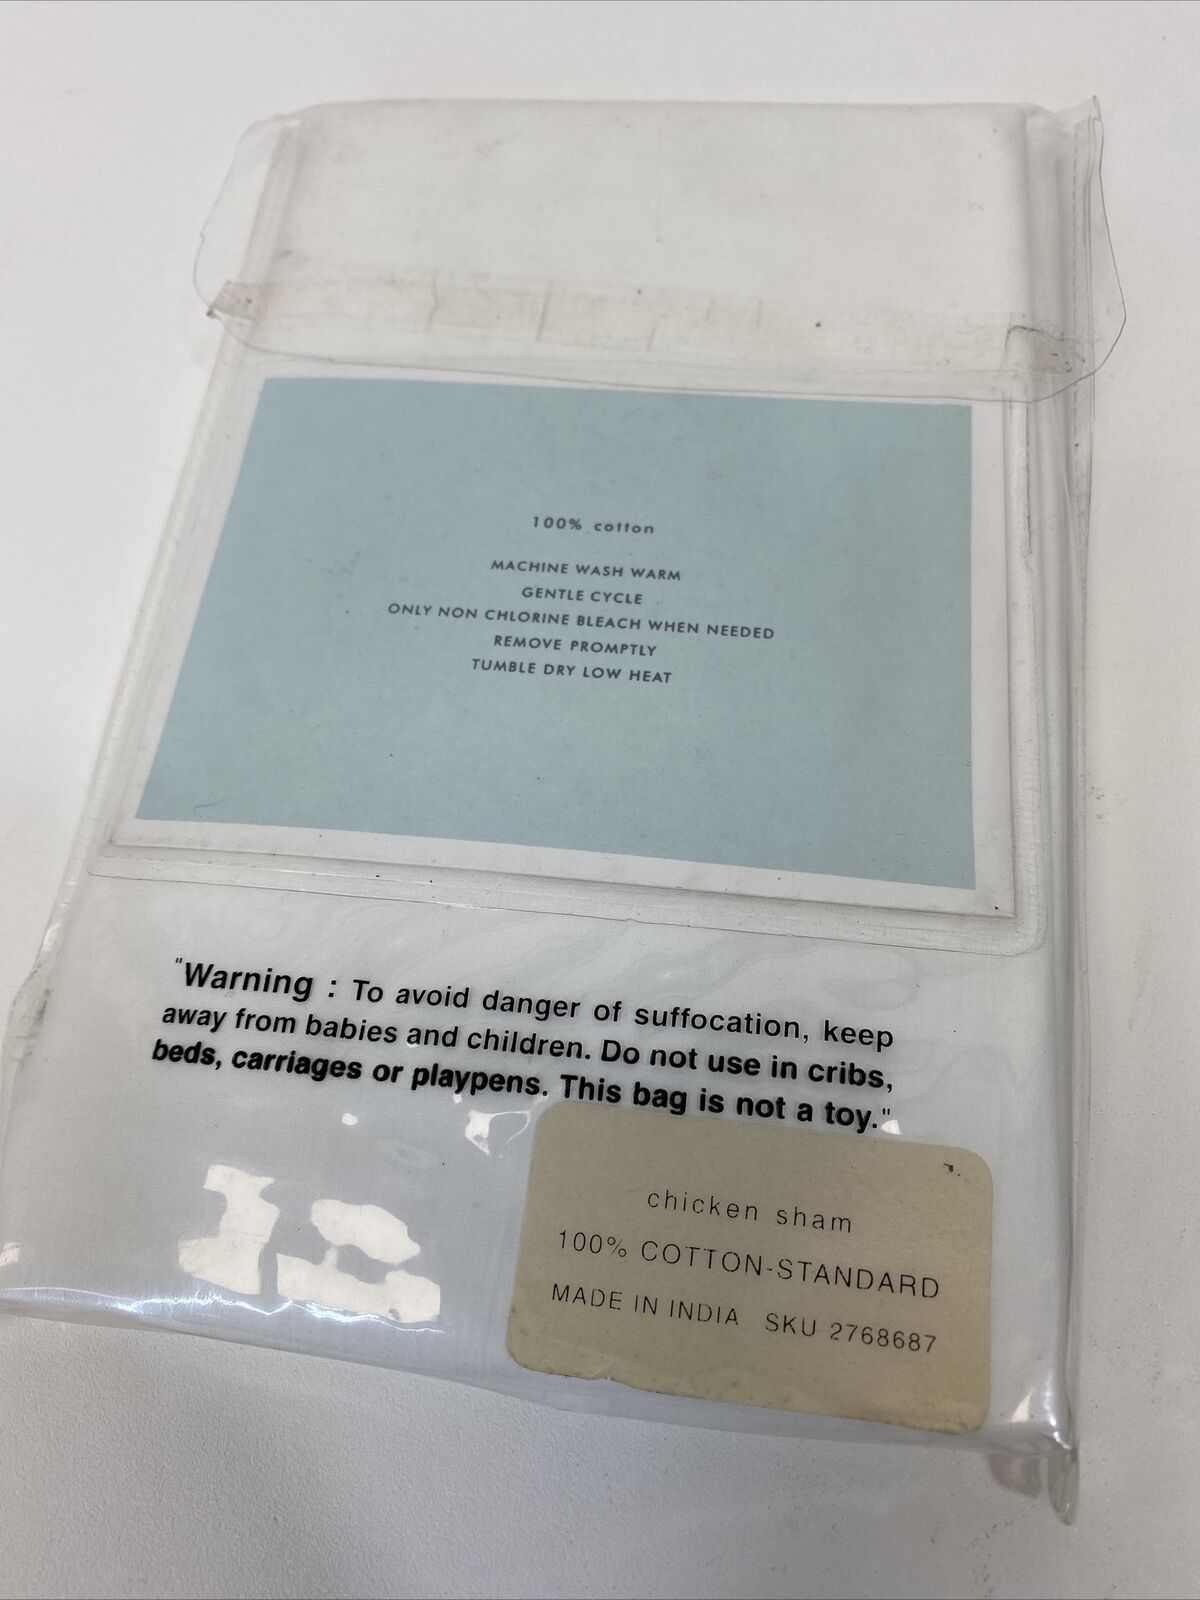 100% cotton
MACHINE WASH WARM
GENTLE CYCLE
ONLY NON CHLORINE BLEACH WHEN NEEDED
REMOVE PROMPTLY
TUMBLE DRY LOW HEAT
"Warning : To avoid danger of suffocation, keep
away from babies and children. Do not use in cribs,
beds, carriages or playpens. This bag is not a toy."
chicken sham
100% COTTON-STANDARD
MADE IN INDIA SKU 2768687